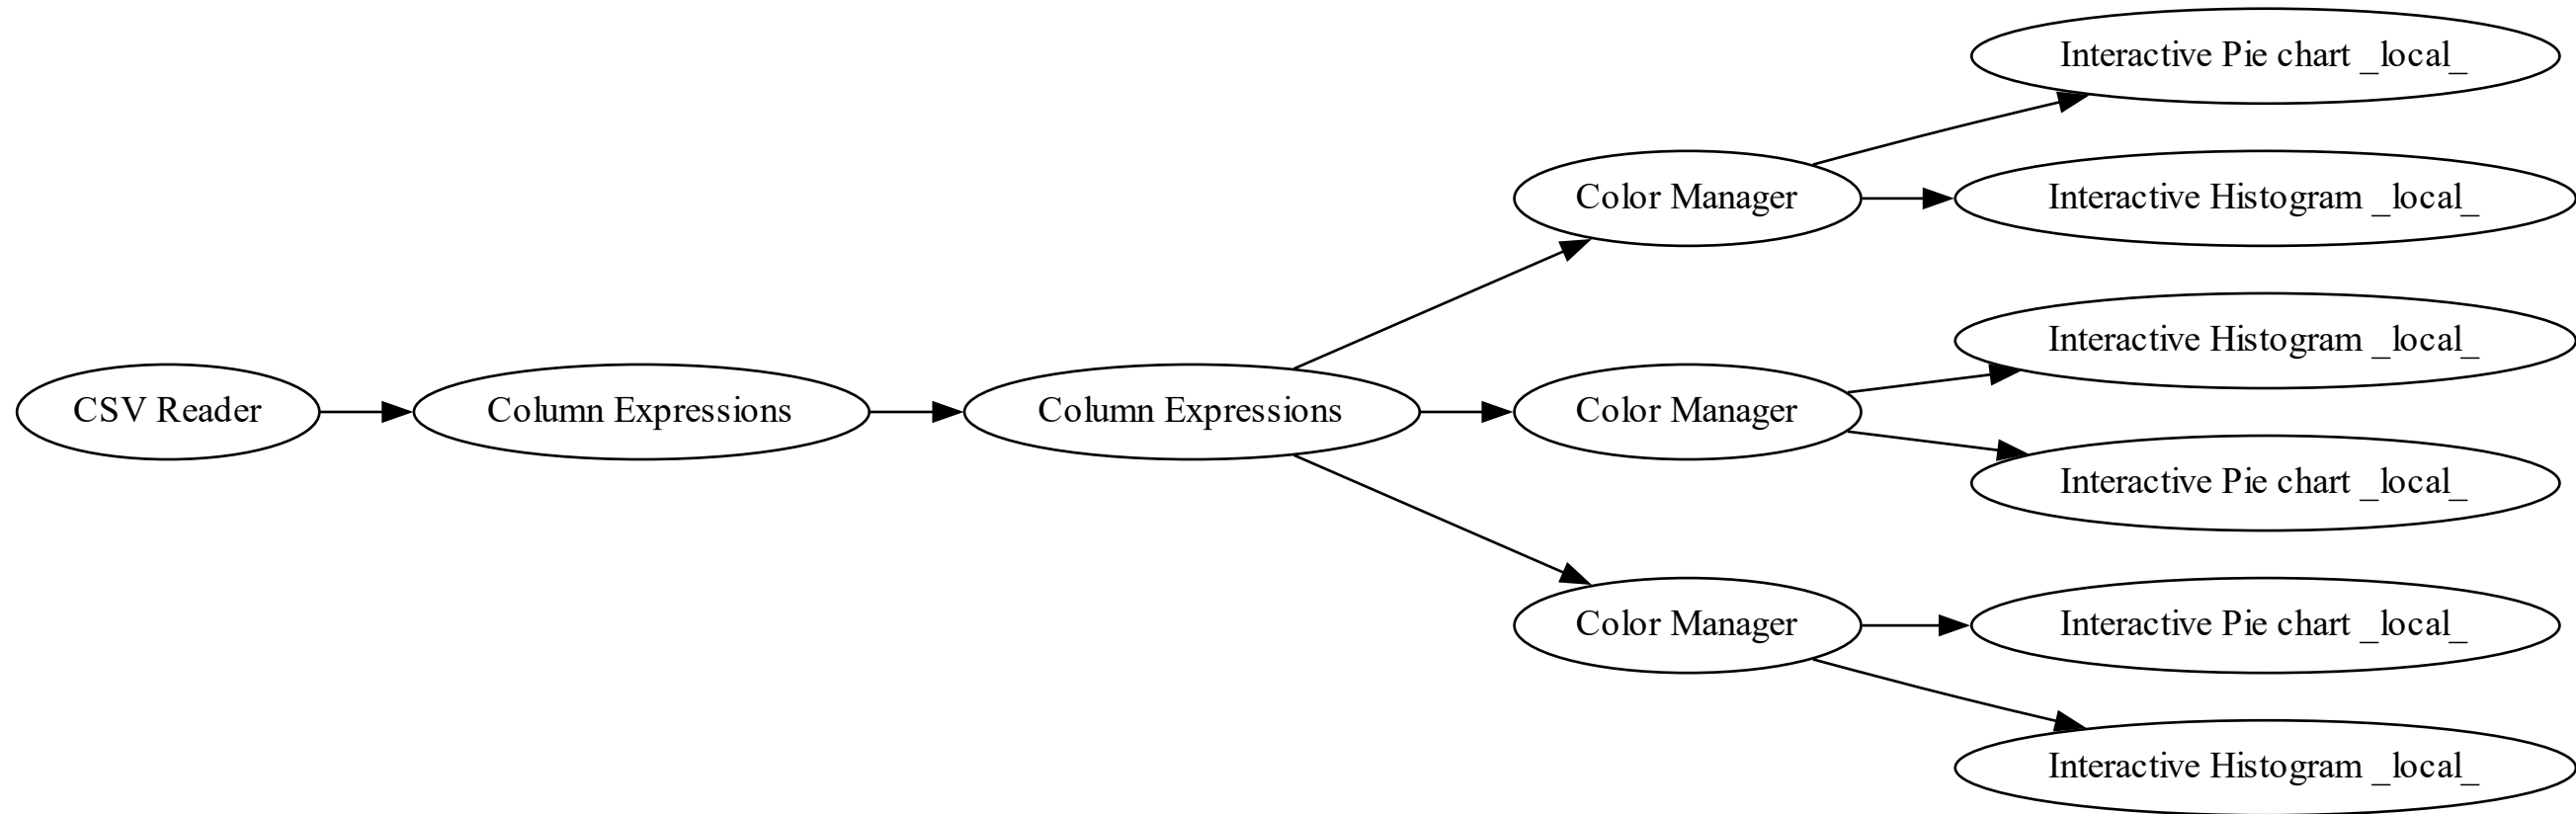 Interactive Pie chart _local_
Color Manager
Interactive Histogram _local_
Interactive Histogram _local_
CSV Reader
Column Expressions
Column Expressions
Color Manager
Interactive Pie chart _local_
Color Manager
Interactive Pie chart _local_
Interactive Histogram _local_